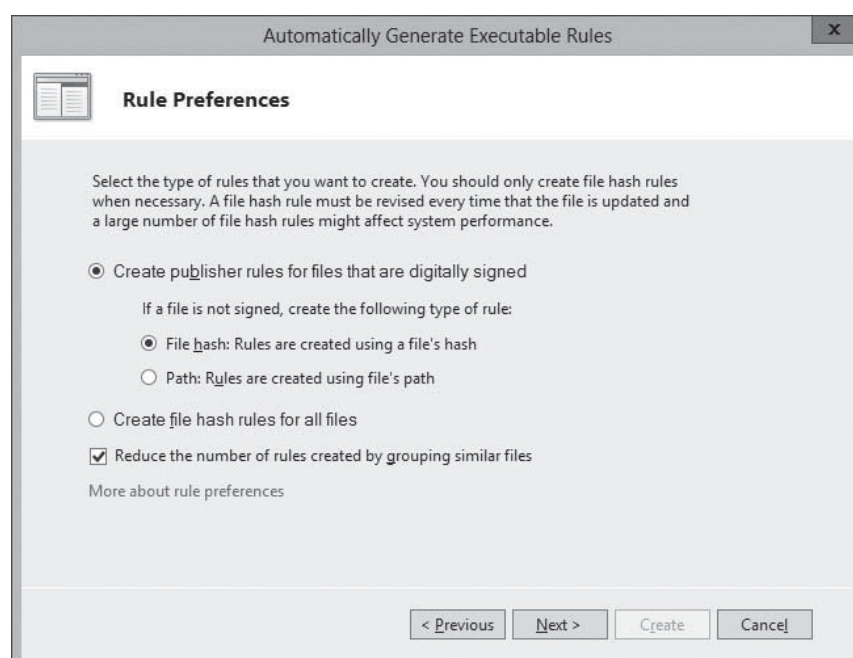 Automatically Generate Executable Rules
x
Rule Preferences
Select the type of rules that you want to create. You should only create file hash rules
when necessary. A file hash rule must be revised every time that the file is updated and
a large number of file hash rules might affect system performance.
Create publisher rules for files that are digitally signed
If a file is not signed, create the following type of rule:
File hash: Rules are created using a file's hash
Path: Rules are created using file's path
Create file hash rules for all files
Reduce the number of rules created by grouping similar files
More about rule preferences
< Previous
Next >
Create
Cancel